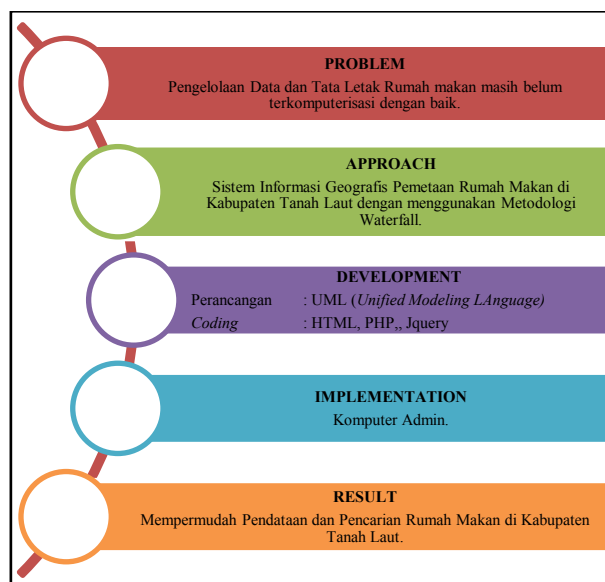 PROBLEM
Pengelolaan Data dan Tata Letak Rumah makan masih belum
terkomputerisasi dengan baik.
APPROACH
Sistem Informasi Geografis Pemetaan Rumah Makan di
Kabupaten Tanah Laut dengan menggunakan Metodologi
Waterfall.
DEVELOPMENT
Perancangan : UML (Unified Modeling LAnguage)
Coding : HTML, PHP,, Jquery
IMPLEMENTATION
Komputer Admin.
RESULT
Mempermudah Pendataan dan Pencarian Rumah Makan di Kabupaten
Tanah Laut.